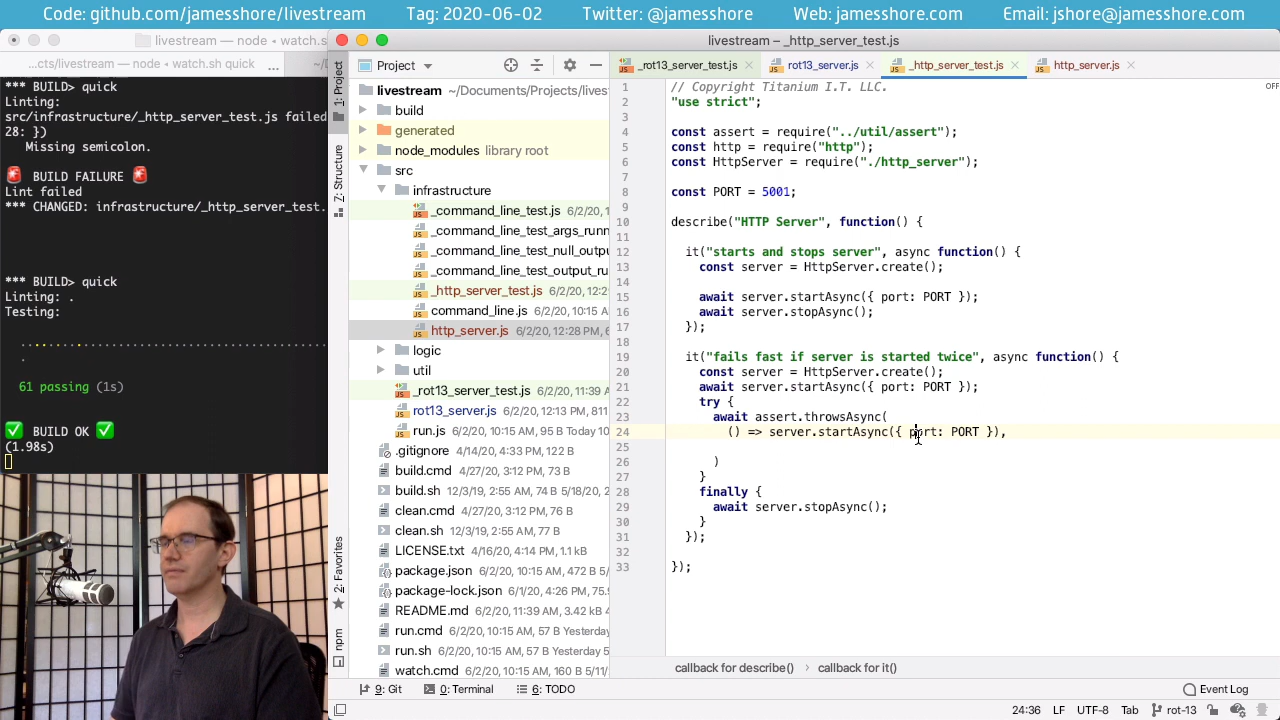 Code: github.com/jamesshore/livestream Tag: 2020-06-02 Twitter: @jamesshore Web: jamesshore.com Email: jshore@jamesshore.com
livestream — node ◂ watch.s
...cts/livestream — node ◂ watch.sh quick ...
*** BUILD> quick
Linting:
src/infrastructure/_http_server_test.js failed
28: })
Missing semicolon.
🚨 BUILD FAILURE 🚨
Lint failed
*** CHANGED: infrastructure/_http_server_test.
*** BUILD> quick
Linting: .
Testing:
61 passing (1s)
✅ BUILD OK ✅
(1.98s)
livestream – _http_server_test.js
1: Project
7: Structure
2: Favorites
npm
Project
livestream ~/Documents/Projects/lives
build
generated
node_modules library root
src
infrastructure
_command_line_test.js 6/2/20, 1
_command_line_test_args_runn
_command_line_test_null_outpu
_command_line_test_output_ru
_http_server_test.js 6/2/20, 12:2
command_line.js 6/2/20, 10:15 A
http_server.js 6/2/20, 12:28 PM, 6
logic
util
_rot13_server_test.js 6/2/20, 11:39 A
rot13_server.js 6/2/20, 12:13 PM, 811
run.js 6/2/20, 10:15 AM, 95 B Today 10
.gitignore 4/14/20, 4:33 PM, 122 B
build.cmd 4/27/20, 3:12 PM, 73 B
build.sh 12/3/19, 2:55 AM, 74 B 5/18/20, 2
clean.cmd 4/27/20, 3:12 PM, 76 B
clean.sh 12/3/19, 2:55 AM, 77 B
LICENSE.txt 4/16/20, 4:14 PM, 1.1 kB
package.json 6/2/20, 10:15 AM, 472 B 5/
package-lock.json 6/1/20, 4:26 PM, 75.
README.md 6/2/20, 11:39 AM, 3.42 kB 4
run.cmd 6/2/20, 10:15 AM, 57 B Yesterday
run.sh 6/2/20, 10:15 AM, 57 B Yesterday 5
watch.cmd 6/2/20, 10:15 AM, 160 B 5/11/
_rot13_server_test.js rot13_server.js _http_server_test.js http_server.js
OFF
1 // Copyright Titanium I.T. LLC.
2 "use strict";
3
4 const assert = require("../util/assert");
5 const http = require("http");
6 const HttpServer = require("./http_server");
7
8 const PORT = 5001;
9
10 describe("HTTP Server", function() {
11
12 it("starts and stops server", async function() {
13 const server = HttpServer.create();
14
15 await server.startAsync({ port: PORT });
16 await server.stopAsync();
17 });
18
19 it("fails fast if server is started twice", async function() {
20 const server = HttpServer.create();
21 await server.startAsync({ port: PORT });
22 try {
23 await assert.throwsAsync(
24 () => server.startAsync({ port: PORT }),
25
26 )
27 }
28 finally {
29 await server.stopAsync();
30 }
31 });
32
33 });
callback for describe() › callback for it()
9: Git 0: Terminal 6: TODO Event Log
24:36 LF UTF-8 Tab rot-13